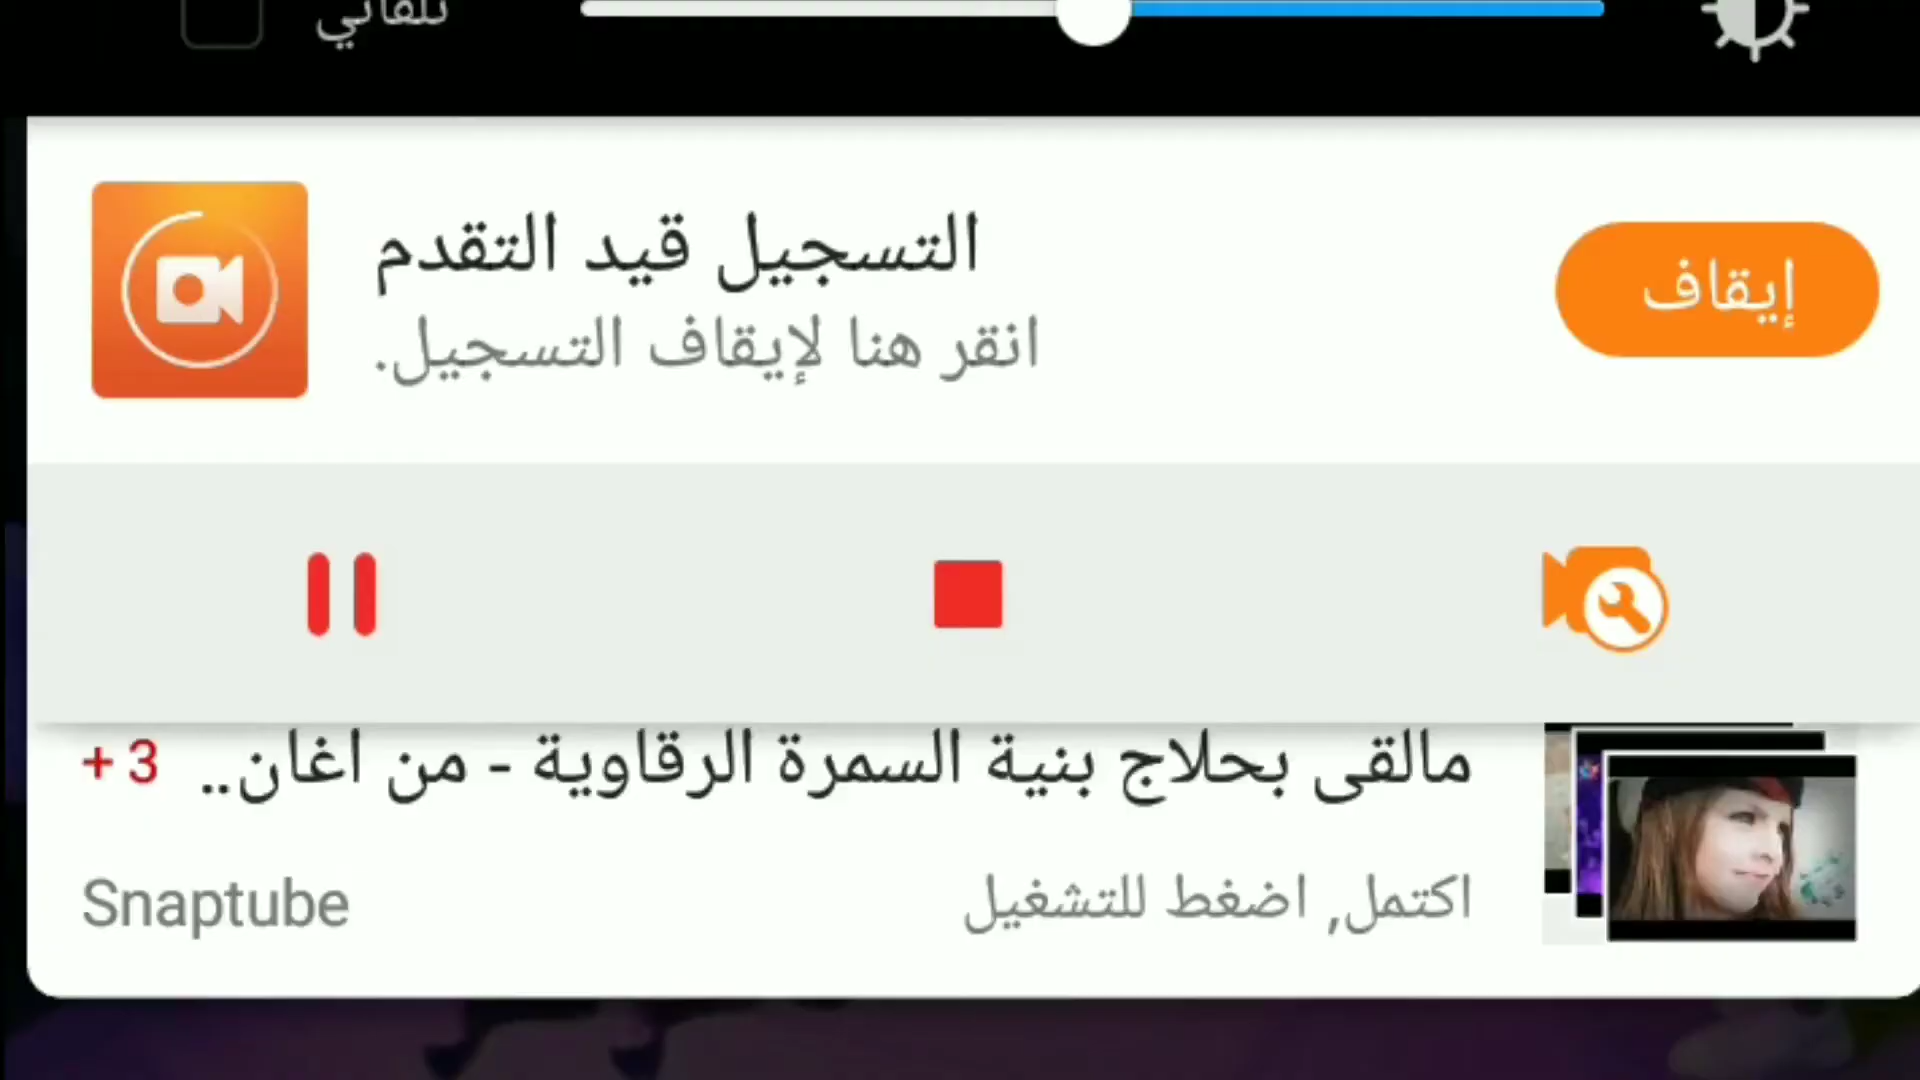 تلقائي
التسجيل قيد التقدم
انقر هنا لإيقاف التسجيل.
إيقاف
مالقى بحلاج بنية السمرة الرقاوية - من اغان.. +3
اكتمل, اضغط للتشغيل
Snaptube